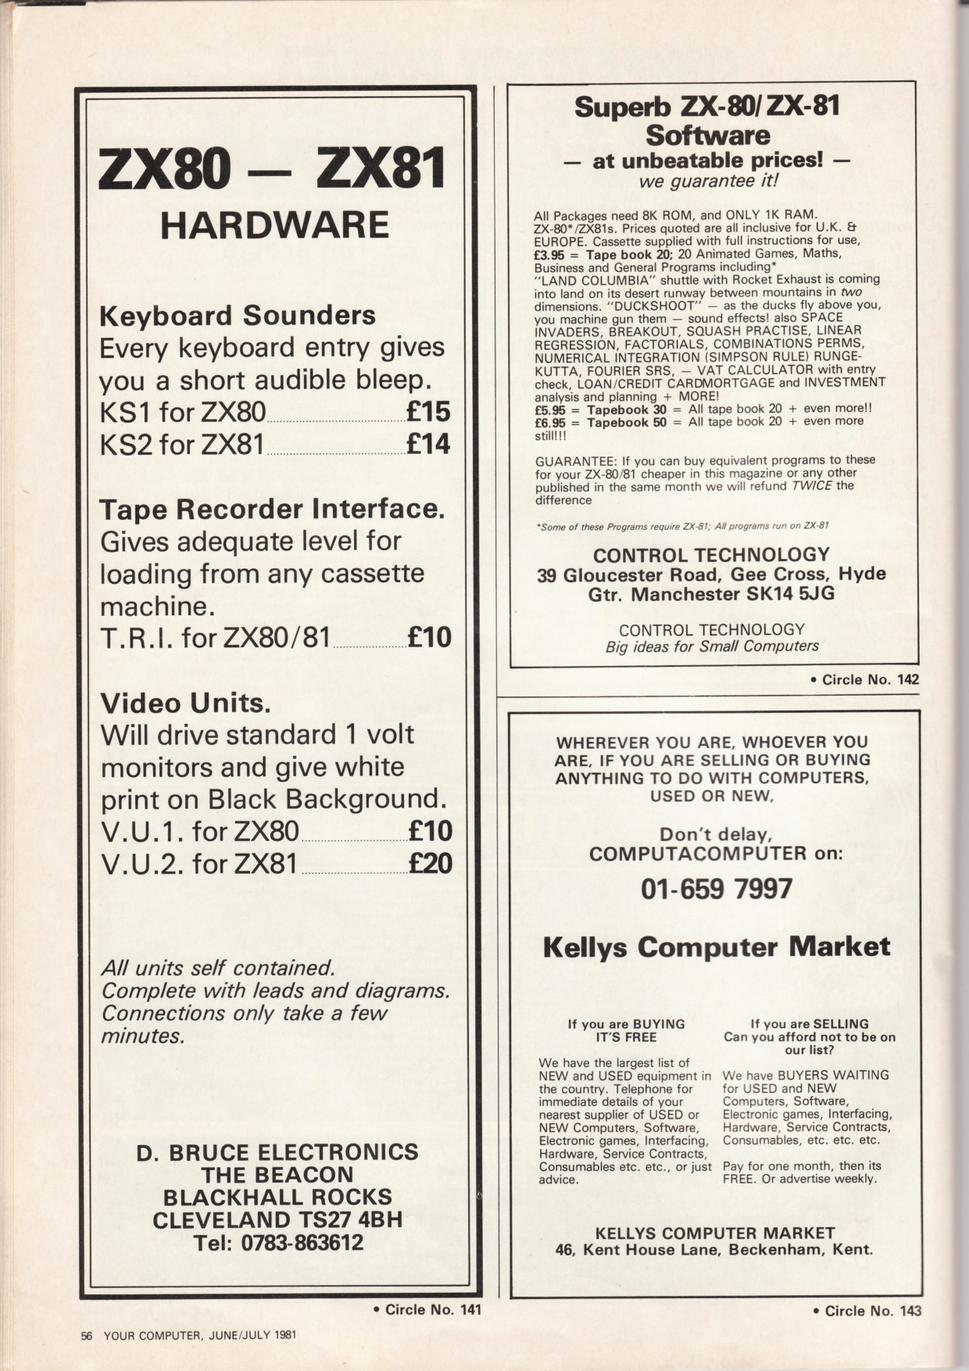 ZX80 — ZX81
HARDWARE
Keyboard Sounders
Every keyboard entry gives
you a short audible bleep.
KS1 for ZX80..............................£15
KS2 for ZX81..............................£14
Tape Recorder Interface.
Gives adequate level for
loading from any cassette
machine.
T.R.I. for ZX80/81................£10
Video Units.
Will drive standard 1 volt
monitors and give white
print on Black Background.
V.U.1. for ZX80......................£10
V.U.2. for ZX81......................£20
All units self contained.
Complete with leads and diagrams.
Connections only take a few
minutes.
D. BRUCE ELECTRONICS
THE BEACON
BLACKHALL ROCKS
CLEVELAND TS27 4BH
Tel: 0783-863612
• Circle No. 141
Superb ZX-80/ZX-81
Software
— at unbeatable prices! —
we guarantee it!
All Packages need 8K ROM, and ONLY 1K RAM.
ZX-80*/ZX81s. Prices quoted are all inclusive for U.K. &
EUROPE. Cassette supplied with full instructions for use,
£3.95 = Tape book 20; 20 Animated Games, Maths,
Business and General Programs including*
"LAND COLUMBIA" shuttle with Rocket Exhaust is coming
into land on its desert runway between mountains in two
dimensions. "DUCKSHOOT" — as the ducks fly above you,
you machine gun them — sound effects! also SPACE
INVADERS, BREAKOUT, SQUASH PRACTISE, LINEAR
REGRESSION, FACTORIALS, COMBINATIONS PERMS,
NUMERICAL INTEGRATION (SIMPSON RULE) RUNGE-
KUTTA, FOURIER SRS, — VAT CALCULATOR with entry
check, LOAN/CREDIT CARDMORTGAGE and INVESTMENT
analysis and planning + MORE!
£5.95 = Tapebook 30 = All tape book 20 + even more!!
£6.95 = Tapebook 50 = All tape book 20 + even more
still!!!
GUARANTEE: If you can buy equivalent programs to these
for your ZX-80/81 cheaper in this magazine or any other
published in the same month we will refund TWICE the
difference
*Some of these Programs require ZX-81; All programs run on ZX-81
CONTROL TECHNOLOGY
39 Gloucester Road, Gee Cross, Hyde
Gtr. Manchester SK14 5JG
CONTROL TECHNOLOGY
Big ideas for Small Computers
• Circle No. 142
WHEREVER YOU ARE, WHOEVER YOU
ARE, IF YOU ARE SELLING OR BUYING
ANYTHING TO DO WITH COMPUTERS,
USED OR NEW,
Don't delay,
COMPUTACOMPUTER on:
01-659 7997
Kellys Computer Market
If you are BUYING
IT'S FREE
We have the largest list of
NEW and USED equipment in
the country. Telephone for
immediate details of your
nearest supplier of USED or
NEW Computers, Software,
Electronic games, Interfacing,
Hardware, Service Contracts,
Consumables etc. etc., or just
advice.
If you are SELLING
Can you afford not to be on
our list?
We have BUYERS WAITING
for USED and NEW
Computers, Software,
Electronic games, Interfacing,
Hardware, Service Contracts,
Consumables, etc. etc. etc.
Pay for one month, then its
FREE. Or advertise weekly.
KELLYS COMPUTER MARKET
46, Kent House Lane, Beckenham, Kent.
• Circle No. 143
56 YOUR COMPUTER, JUNE/JULY 1981